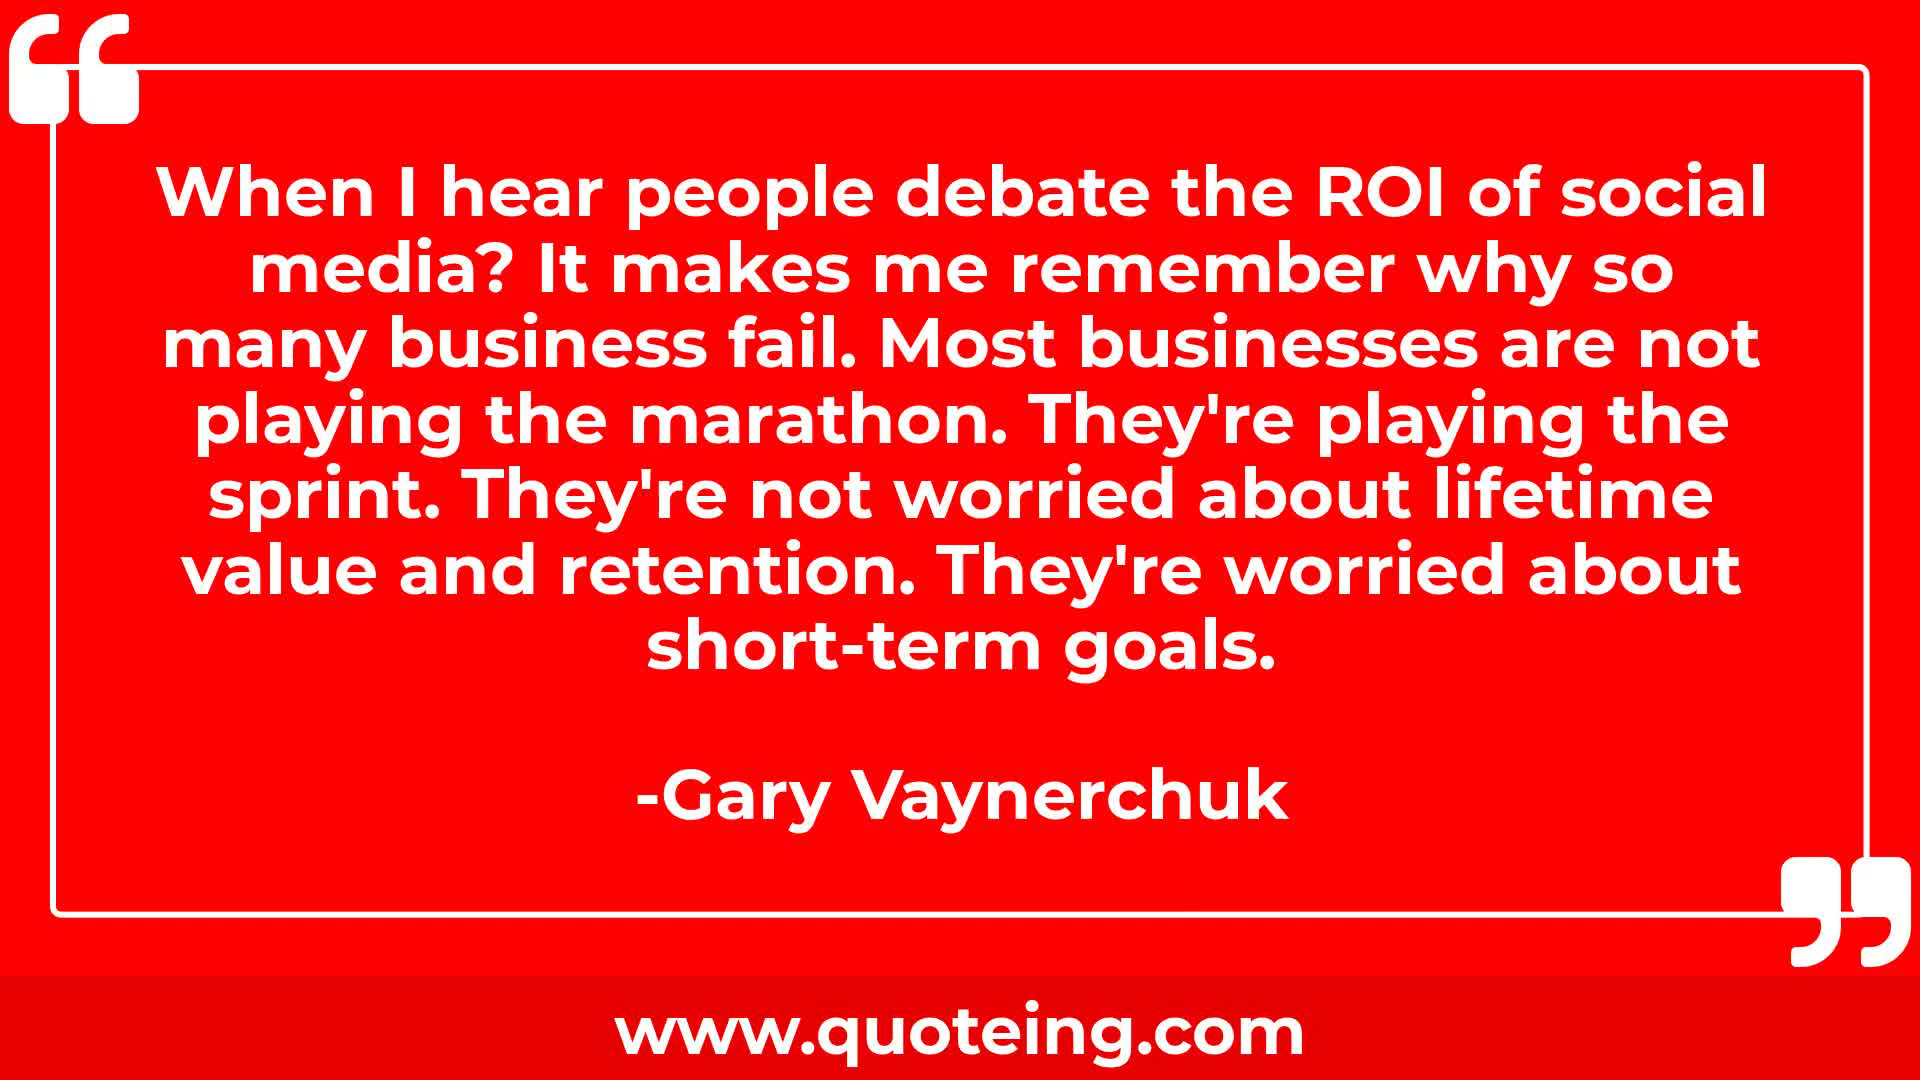 When I hear people debate the ROI of social
media? It makes me remember why so
many business fail. Most businesses are not
playing the marathon. They're playing the
sprint. They're not worried about lifetime
value and retention. They're worried about
short-term goals.
-Gary Vaynerchuk
www.quoteing.com